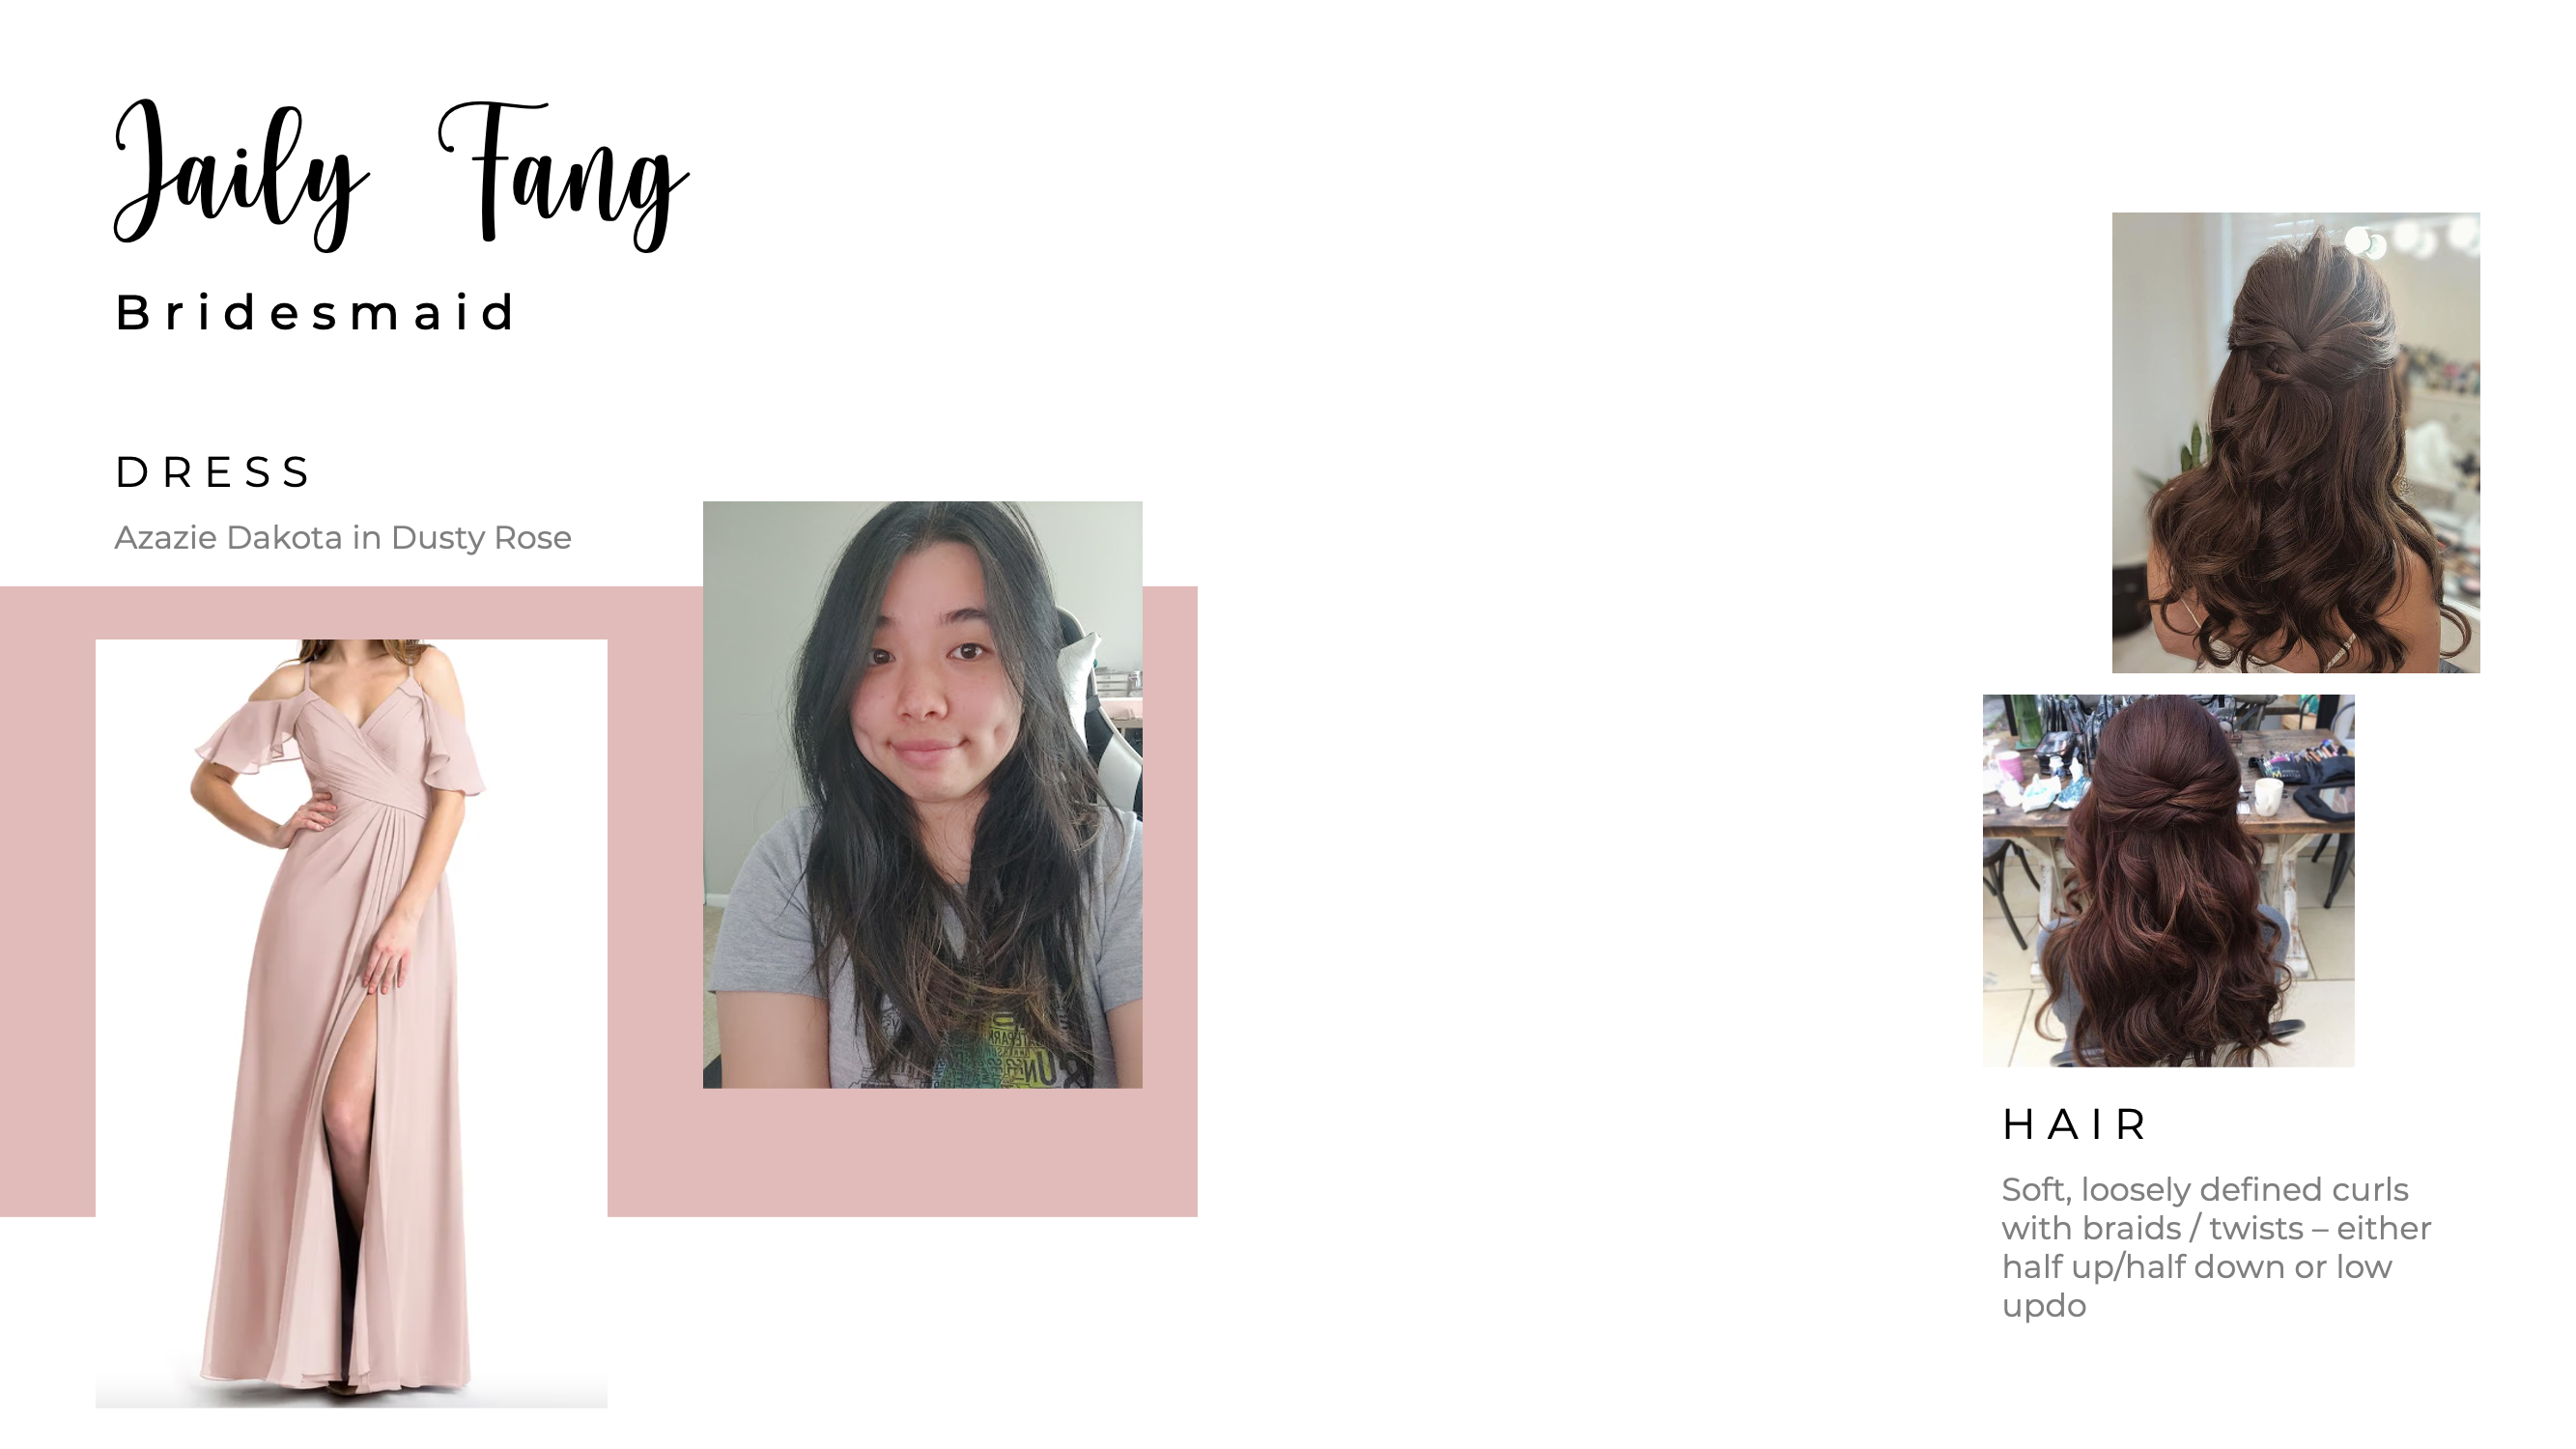 Jaily Fang
Bridesmaid
DRESS
Azazie Dakota in Dusty Rose
HAIR
Soft, loosely defined curls
with braids / twists – either
half up/half down or low
updo